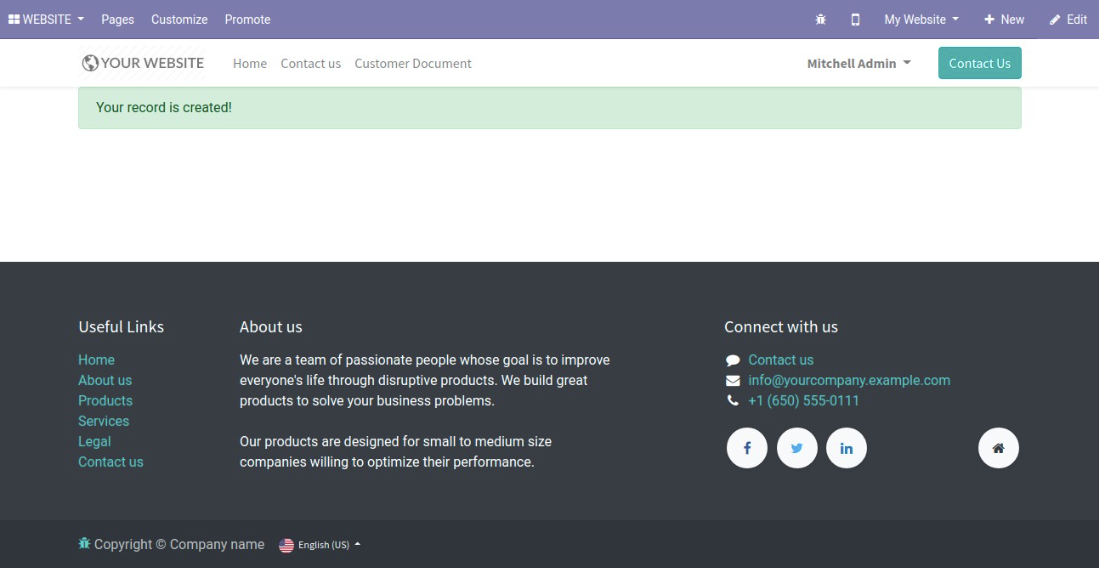 WEBSITE Pages Customize Promote My Website New Edit
YOUR WEBSITE Home Contact us Customer Document Mitchell Admin Contact Us
Your record is created!
Useful Links
Home
About us
Products
Services
Legal
Contact us
About us
We are a team of passionate people whose goal is to improve
everyone's life through disruptive products. We build great
products to solve your business problems.
Our products are designed for small to medium size
companies willing to optimize their performance.
Connect with us
Contact us
info@yourcompany.example.com
+1 (650) 555-0111
Copyright © Company name English (US)